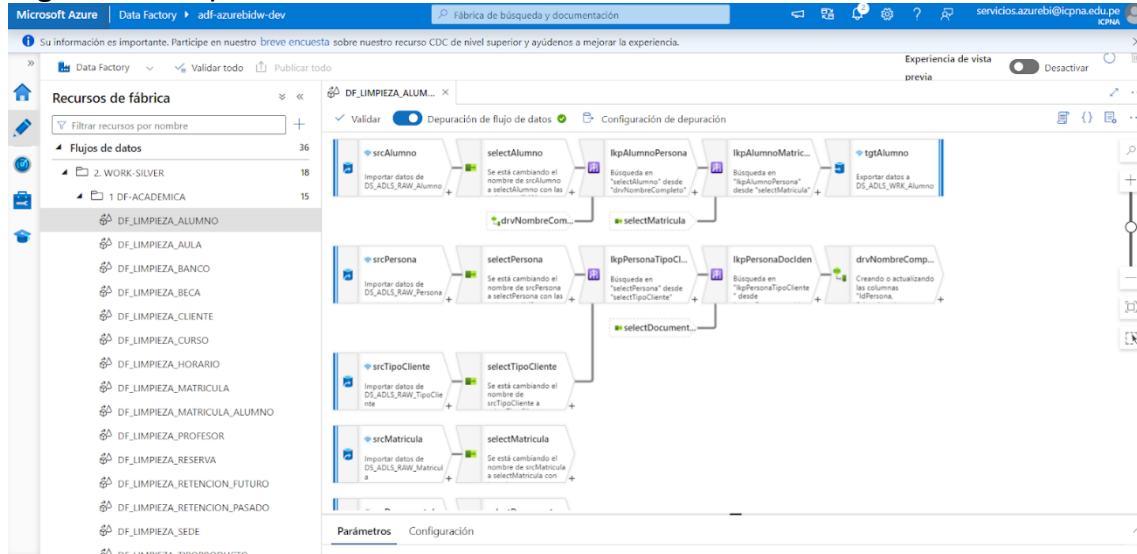 Microsoft Azure
Data Factory
adf-azurebidw-dev
Fábrica de búsqueda y documentación
2
servicios.azurebi@icpna.edu.pe
ICPNA
Su información es importante. Participe en nuestro breve encuesta sobre nuestro recurso CDC de nivel superior y ayúdenos a mejorar la experiencia.
Data Factory
Validar todo
Publicar todo
Experiencia de vista
previa
Desactivar
Recursos de fábrica
Filtrar recursos por nombre
Flujos de datos 36
2. WORK-SILVER 18
1 DF-ACADEMICA 15
DF_LIMPIEZA_ALUMNO
DF_LIMPIEZA_AULA
DF_LIMPIEZA_BANCO
DF_LIMPIEZA_BECA
DF_LIMPIEZA_CLIENTE
DF_LIMPIEZA_CURSO
DF_LIMPIEZA_HORARIO
DF_LIMPIEZA_MATRICULA
DF_LIMPIEZA_MATRICULA_ALUMNO
DF_LIMPIEZA_PROFESOR
DF_LIMPIEZA_RESERVA
DF_LIMPIEZA_RETENCION_FUTURO
DF_LIMPIEZA_RETENCION_PASADO
DF_LIMPIEZA_SEDE
DF_LIMPIEZA_TIPOPRODUCTO
DF_LIMPIEZA_ALUM...
Validar
Depuración de flujo de datos
Configuración de depuración
srcAlumno
Importar datos de
DS_ADLS_RAW_Alumno
selectAlumno
Se está cambiando el
nombre de srcAlumno
a selectAlumno con las
lkpAlumnoPersona
Búsqueda en
"selectAlumno" desde
"drvNombreCompleto"
lkpAlumnoMatric...
Búsqueda en
"lkpAlumnoPersona"
desde "selectMatricula"
tgtAlumno
Exportar datos a
DS_ADLS_WRK_Alumno
drvNombreCom...
selectMatricula
srcPersona
Importar datos de
DS_ADLS_RAW_Persona
selectPersona
Se está cambiando el
nombre de srcPersona
a selectPersona con las
lkpPersonaTipoCl...
Búsqueda en
"selectPersona" desde
"selectTipoCliente"
lkpPersonaDocIden
Búsqueda en
"lkpPersonaTipoCliente
" desde
drvNombreComp...
Creando o actualizando
las columnas
"IdPersona,
selectDocument...
srcTipoCliente
Importar datos de
DS_ADLS_RAW_TipoClie
nte
selectTipoCliente
Se está cambiando el
nombre de
srcTipoCliente a
srcMatricula
Importar datos de
DS_ADLS_RAW_Matricul
a
selectMatricula
Se está cambiando el
nombre de srcMatricula
a selectMatricula con
Parámetros
Configuración